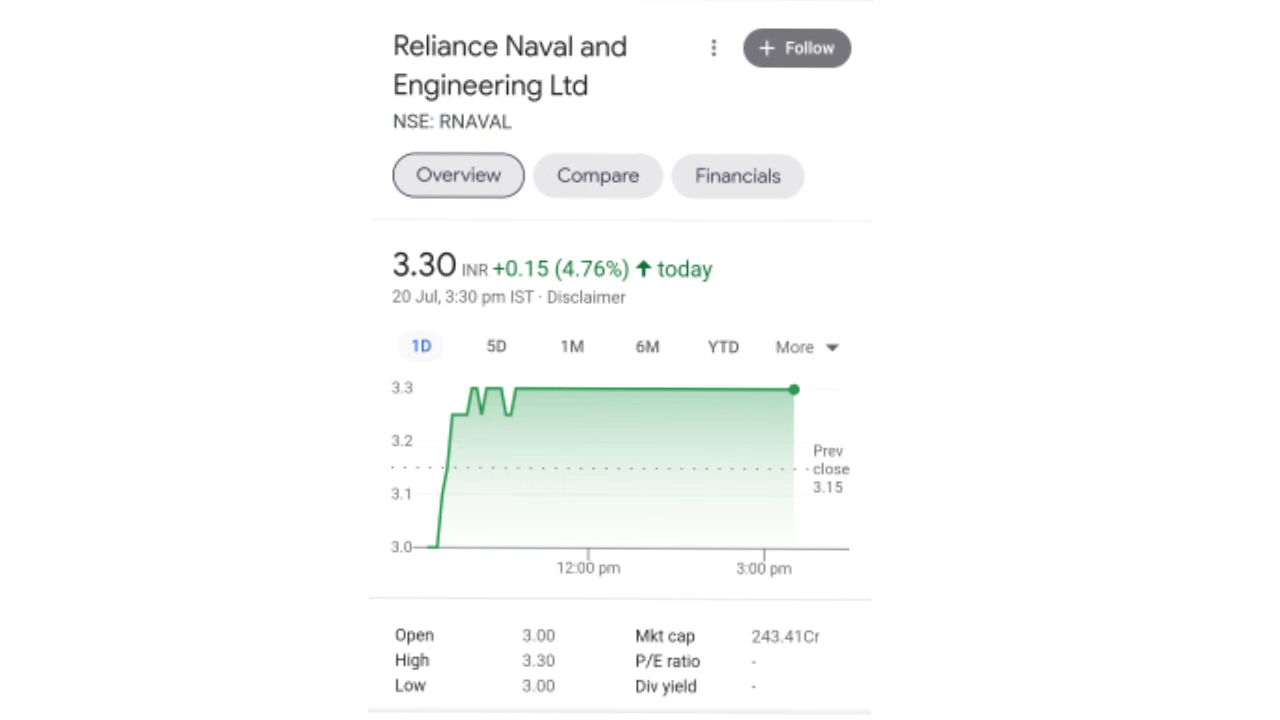 Reliance Naval and
Engineering Ltd
+ Follow
NSE: RNAVAL
Overview Compare Financials
3.30 INR +0.15 (4.76%) ↑ today
20 Jul, 3:30 pm IST · Disclaimer
1D 5D 1M 6M YTD More
3.3
3.2
Prev
close
3.15
3.1
3.0
12:00 pm 3:00 pm
Open 3.00 Mkt cap 243.41Cr
High 3.30 P/E ratio -
Low 3.00 Div yield -